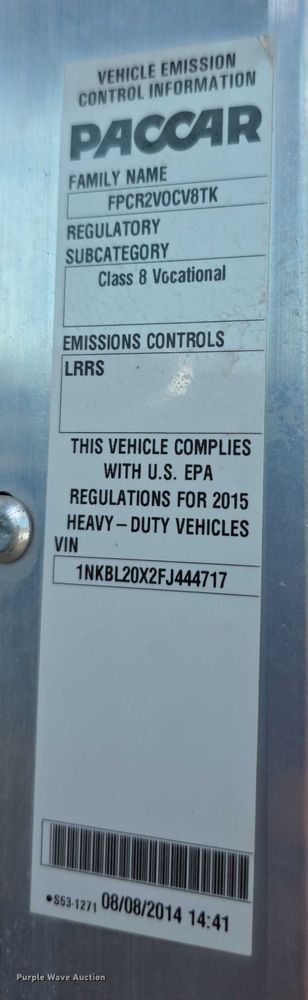 VEHICLE EMISSION
CONTROL INFORMATION
PACCAR
FAMILY NAME
FPCR2VOCV8TK
REGULATORY
SUBCATEGORY
Class 8 Vocational
EMISSIONS CONTROLS
LRRS
THIS VEHICLE COMPLIES
WITH U.S. EPA
REGULATIONS FOR 2015
HEAVY-DUTY VEHICLES
VIN
1NKBL20X2FJ444717
•S53-1271 08/08/2014 14:41
Purple Wave Auction